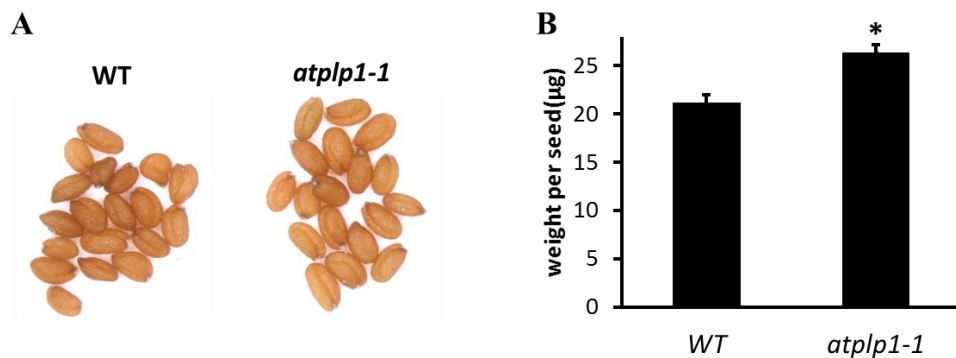 A
WT
atplp1-1
B
weight per seed(μg)
25
20
15
10
5
0
*
WT
atplp1-1